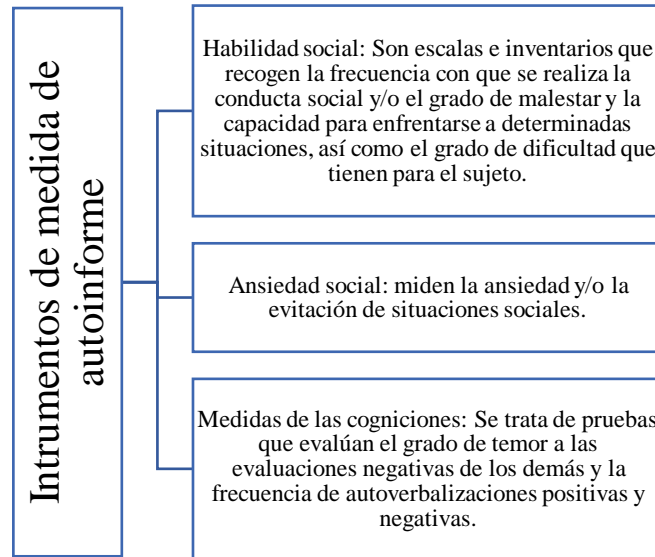 Intrumentos de medida de
autoinforme
Habilidad social: Son escalas e inventarios que
recogen la frecuencia con que se realiza la
conducta social y/o el grado de malestar y la
capacidad para enfrentarse a determinadas
situaciones, así como el grado de dificultad que
tienen para el sujeto.
Ansiedad social: miden la ansiedad y/o la
evitación de situaciones sociales.
Medidas de las cogniciones: Se trata de pruebas
que evalúan el grado de temor a las
evaluaciones negativas de los demás y la
frecuencia de autoverbalizaciones positivas y
negativas.